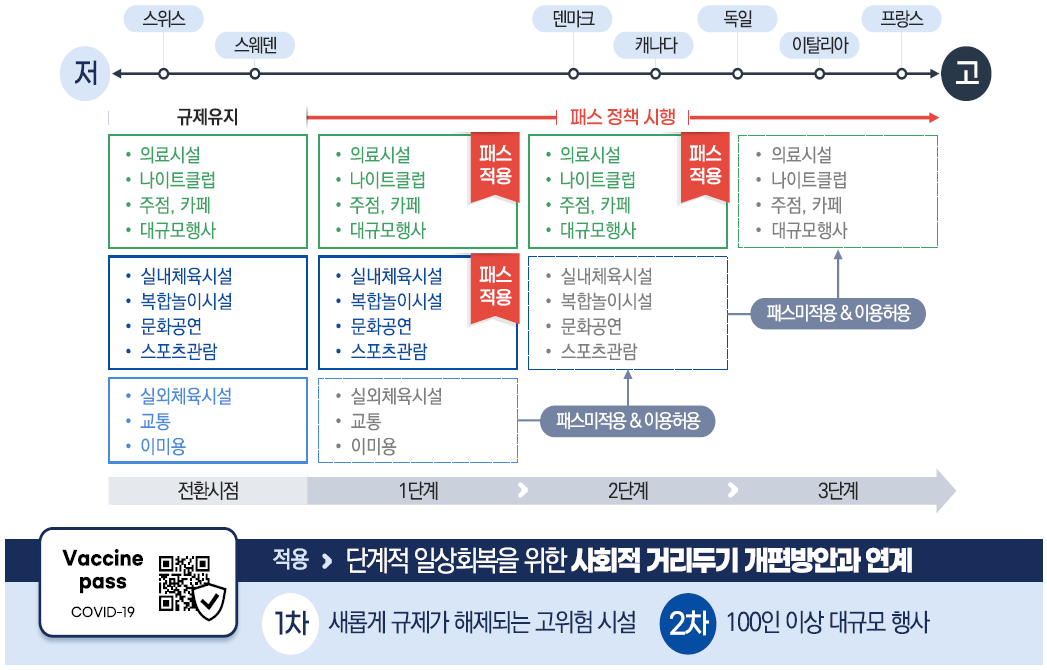 스위스
덴마크
독일
프랑스
스웨덴
캐나다
이탈리아
저
고
규제유지
패스 정책 시행
• 의료시설
• 나이트클럽
• 주점, 카페
• 대규모행사
• 의료시설
• 나이트클럽
• 주점, 카페
• 대규모행사
패스
적용
• 의료시설
• 나이트클럽
• 주점, 카페
• 대규모행사
패스
적용
• 의료시설
• 나이트클럽
• 주점, 카페
• 대규모행사
• 실내체육시설
• 복합놀이시설
• 문화공연
• 스포츠관람
• 실내체육시설
• 복합놀이시설
• 문화공연
• 스포츠관람
패스
적용
• 실내체육시설
• 복합놀이시설
• 문화공연
• 스포츠관람
패스미적용 & 이용허용
• 실외체육시설
• 교통
• 이미용
• 실외체육시설
• 교통
• 이미용
패스미적용 & 이용허용
전환시점
1단계
2단계
3단계
Vaccine
pass
COVID-19
적용 › 단계적 일상회복을 위한 사회적 거리두기 개편방안과 연계
1차 새롭게 규제가 해제되는 고위험 시설
2차 100인 이상 대규모 행사